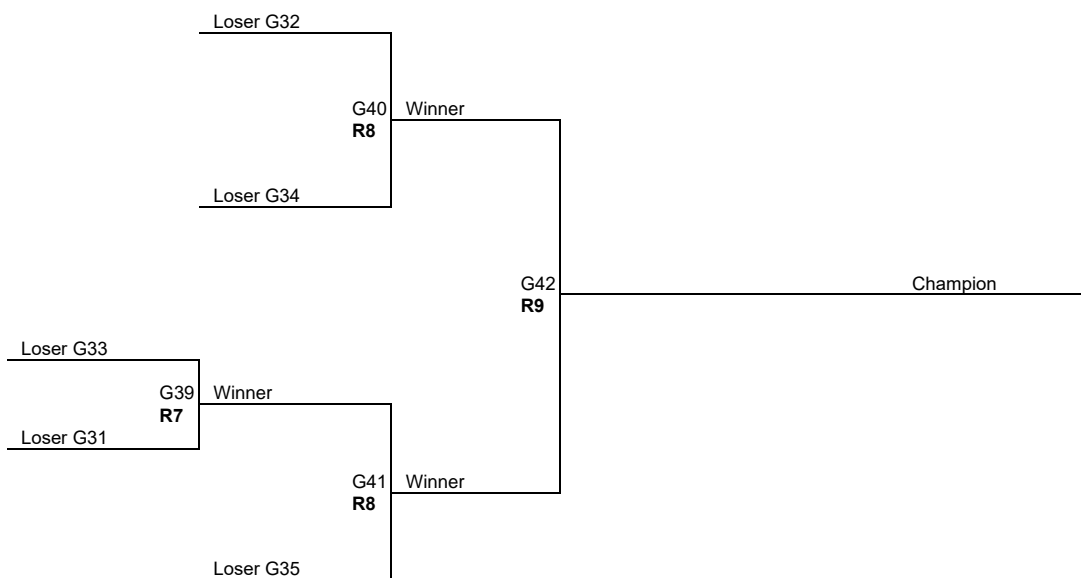 Loser G32
G40 Winner
R8
Loser G34
G42
Champion
R9
Loser G33
G39 Winner
R7
Loser G31
G41 Winner
R8
Loser G35